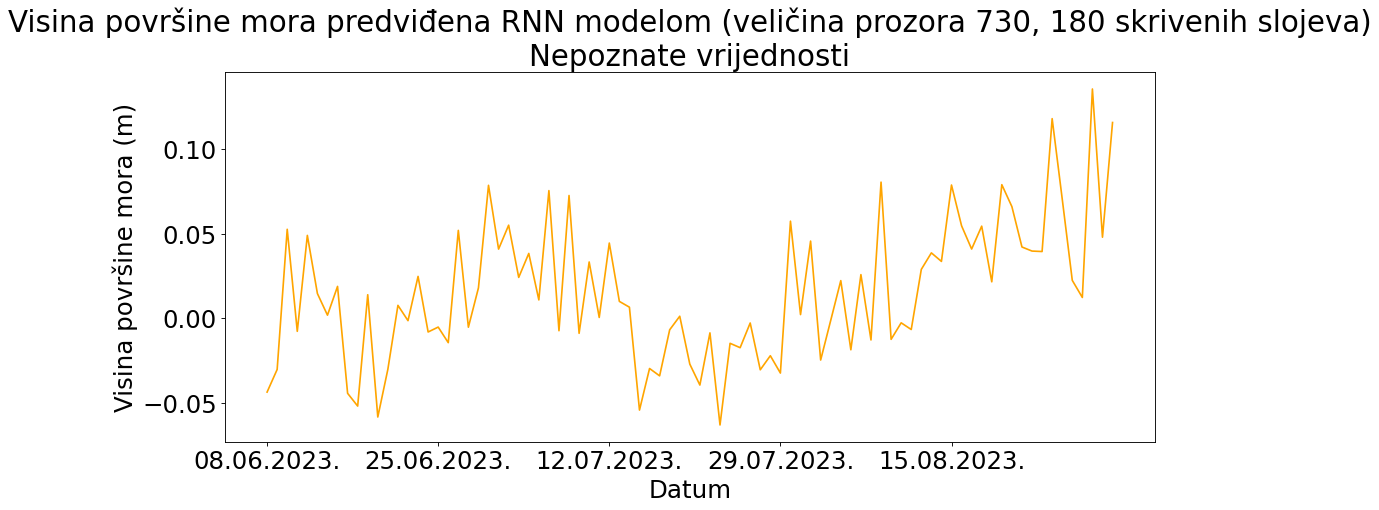 Visina površine mora predviđena RNN modelom (veličina prozora 730, 180 skrivenih slojeva)
Nepoznate vrijednosti
Visina površine mora (m)
0.10
0.05
0.00
−0.05
08.06.2023. 25.06.2023. 12.07.2023. 29.07.2023. 15.08.2023.
Datum